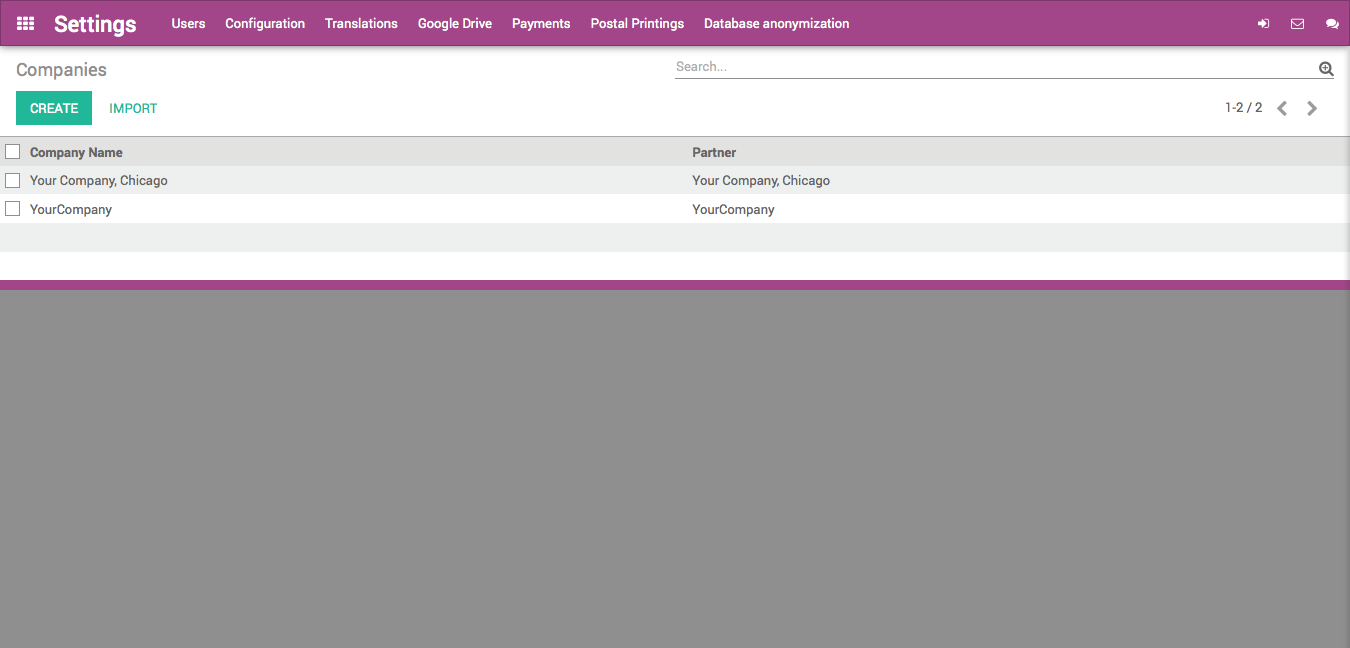 Settings Users Configuration Translations Google Drive Payments Postal Printings Database anonymization
Companies Search...
CREATE IMPORT 1-2 / 2
Company Name Partner
Your Company, Chicago Your Company, Chicago
YourCompany YourCompany